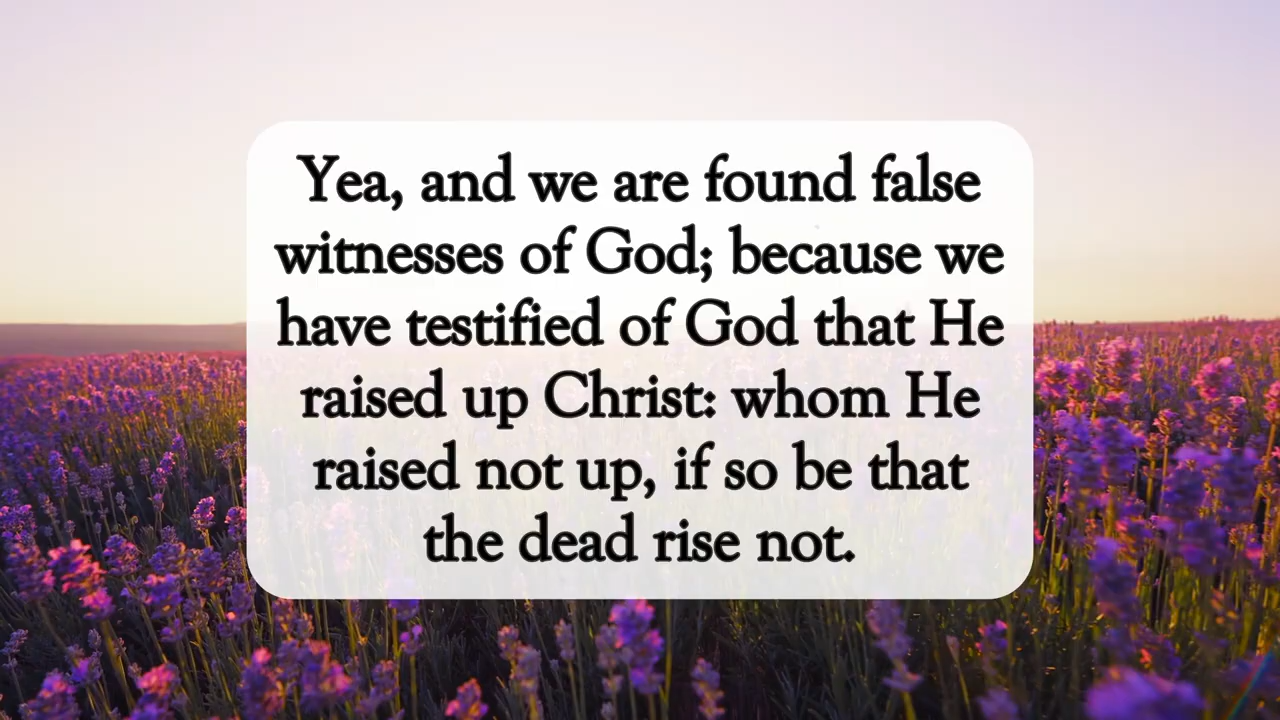 Yea, and we are found false
witnesses of God; because we
have testified of God that He
raised up Christ: whom He
raised not up, if so be that
the dead rise not.